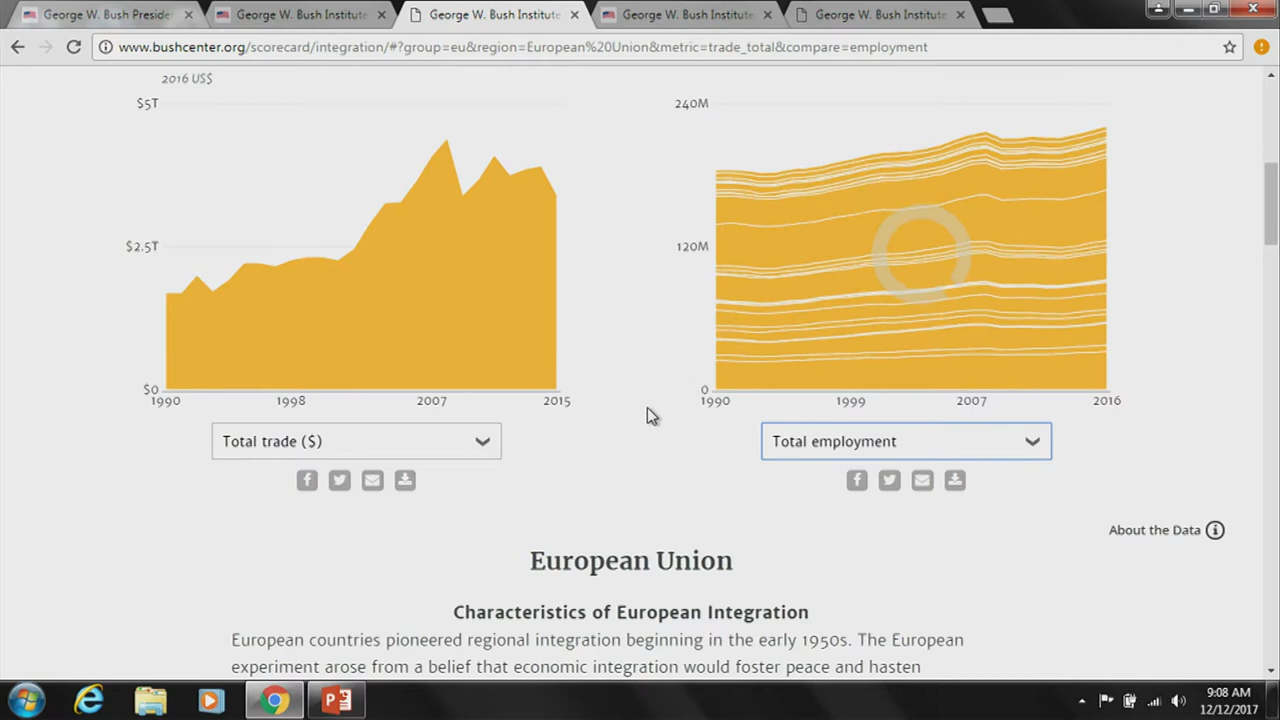 George W. Bush Presiden
George W. Bush Institute
George W. Bush Institute
George W. Bush Institute
George W. Bush Institute
www.bushcenter.org/scorecard/integration/#?group=eu&region=European%20Union&metric=trade_total&compare=employment
2016 US$
$5T
$2.5T
$0
1990 1998 2007 2015
240M
120M
0
1990 1999 2007 2016
Total trade ($)
Total employment
About the Data
European Union
Characteristics of European Integration
European countries pioneered regional integration beginning in the early 1950s. The European
experiment arose from a belief that economic integration would foster peace and hasten
9:08 AM
12/12/2017